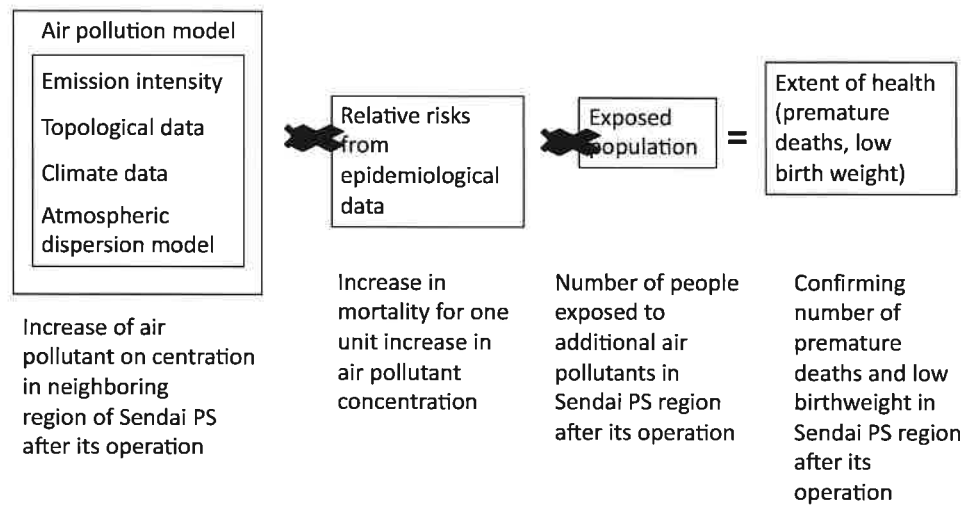 Air pollution model
Emission intensity
Topological data
Climate data
Atmospheric
dispersion model
Relative risks
from
epidemiological
data
Exposed
population
=
Extent of health
(premature
deaths, low
birth weight)
Increase of air
pollutant on centration
in neighboring
region of Sendai PS
after its operation
Increase in
mortality for one
unit increase in
air pollutant
concentration
Number of people
exposed to
additional air
pollutants in
Sendai PS region
after its operation
Confirming
number of
premature
deaths and low
birthweight in
Sendai PS region
after its
operation